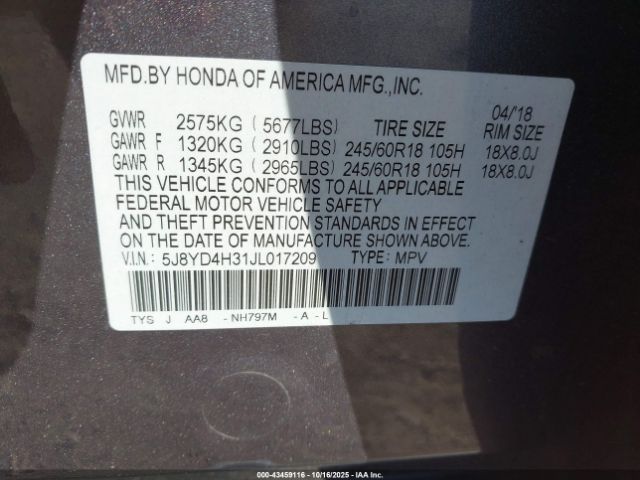 MFD.BY HONDA OF AMERICA MFG.,INC.
04/'18
GVWR 2575KG ( 5677LBS) TIRE SIZE RIM SIZE
GAWR F 1320KG ( 2910LBS) 245/60R18 105H 18X8.0J
GAWR R 1345KG ( 2965LBS) 245/60R18 105H 18X8.0J
THIS VEHICLE CONFORMS TO ALL APPLICABLE
FEDERAL MOTOR VEHICLE SAFETY
AND THEFT PREVENTION STANDARDS IN EFFECT
ON THE DATE OF MANUFACTURE SHOWN ABOVE.
V.I.N.: 5J8YD4H31JL017209 TYPE: MPV
TYS J AA8 - NH797M - A - L
000-43459116 - 10/16/2025 - IAA Inc.